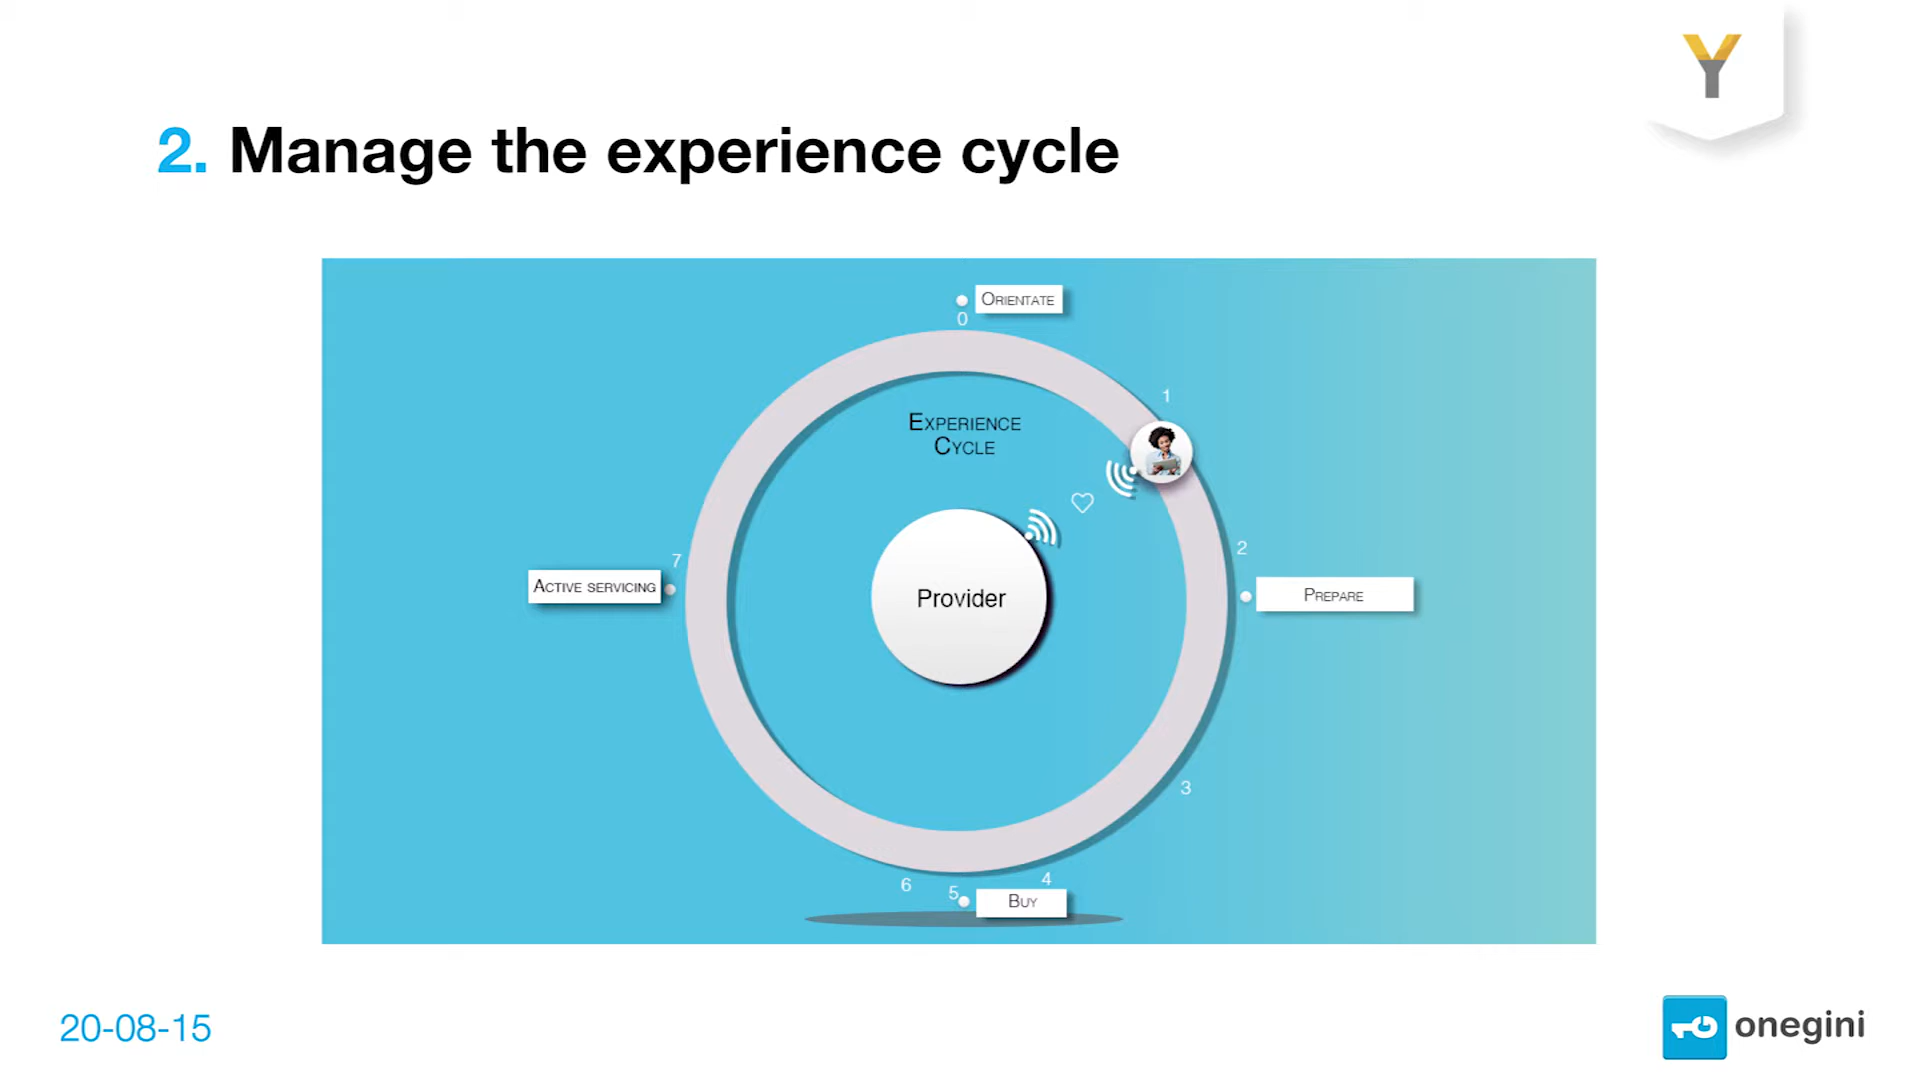 Y
2. Manage the experience cycle
ORIENTATE
0
1
EXPERIENCE
CYCLE
2
7
ACTIVE SERVICING
Provider
PREPARE
3
4
6
5
BUY
20-08-15
onegini